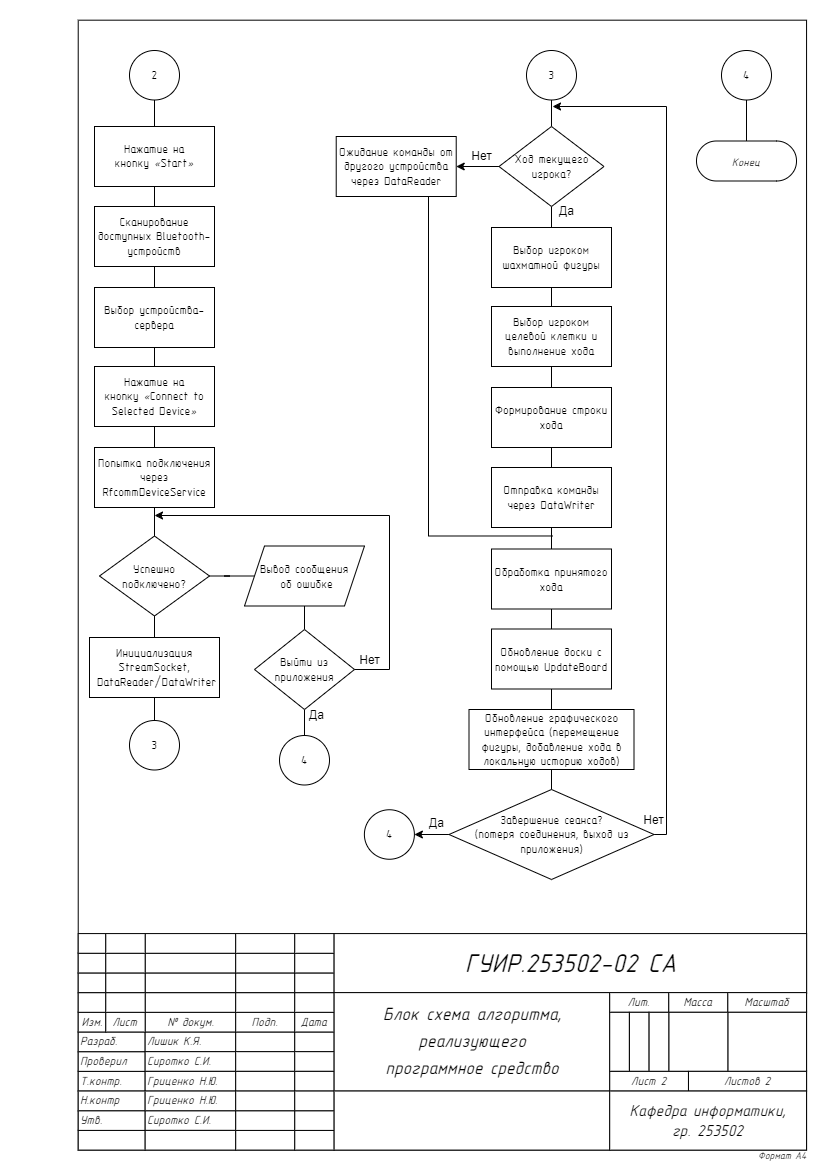 2
Нажатие на
кнопку «Start»
Сканирование
доступных Bluetooth-
устройств
Выбор устройства-
сервера
Нажатие на
кнопку «Connect to
Selected Device»
Попытка подключения
через
RfcommDeviceService
Успешно
подключено?
Вывод сообщения
об ошибке
Инициализация
StreamSocket,
DataReader/DataWriter
3
Выйти из
приложения
Нет
Да
4
3
Ход текущего
игрока?
Нет
Ожидание команды от
другого устройства
через DataReader
Да
Выбор игроком
шахматной фигуры
Выбор игроком
целевой клетки и
выполнение хода
Формирование строки
хода
Отправка команды
через DataWriter
Обработка принятого
хода
Обновление доски с
помощью UpdateBoard
Обновление графического
интерфейса (перемещение
фигуры, добавление хода в
локальную историю ходов)
Завершение сеанса?
(потеря соединения, выход из
приложения)
Да
Нет
4
4
Конец
ГУИР.253502-02 СА
Блок схема алгоритма,
реализующего
программное средство
Лит. Масса Масштаб
Изм. Лист № докум. Подп. Дата
Разраб. Лишик К.Я.
Проверил Сиротко С.И.
Т.контр. Гриценко Н.Ю.
Н.контр Гриценко Н.Ю.
Утв. Сиротко С.И.
Лист 2 Листов 2
Кафедра информатики,
гр. 253502
Формат А4